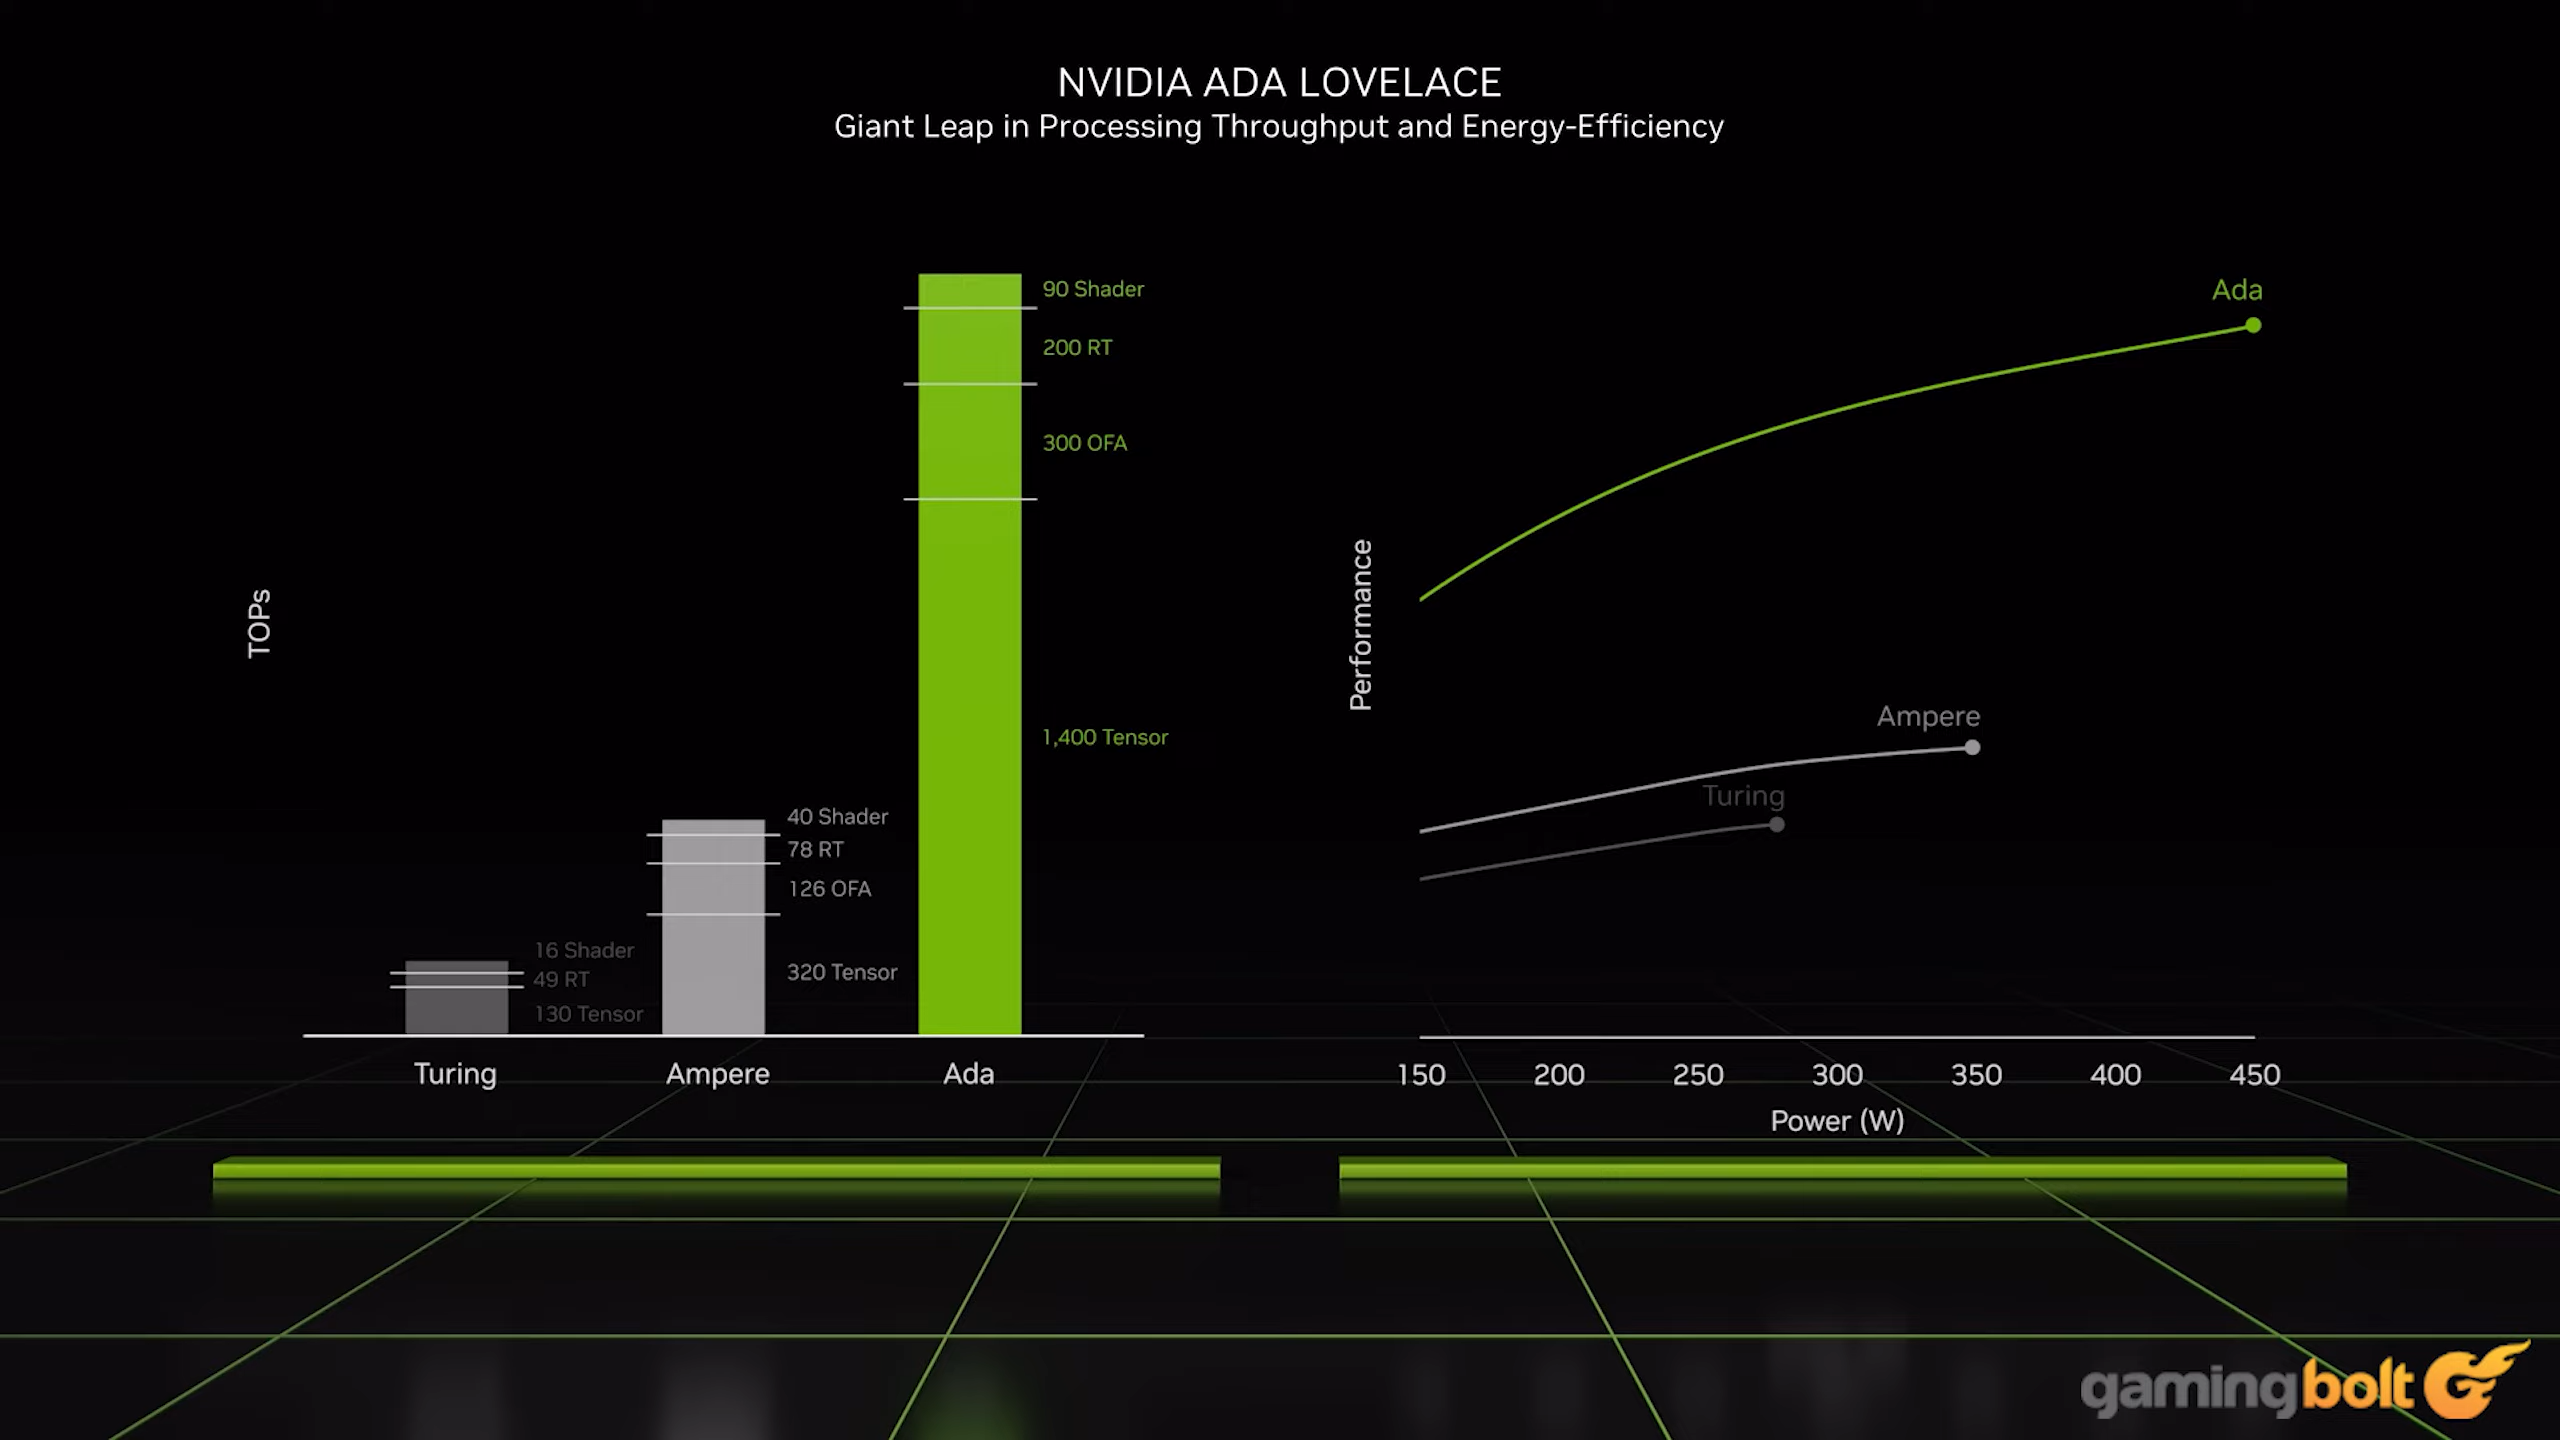 NVIDIA ADA LOVELACE
Giant Leap in Processing Throughput and Energy-Efficiency
TOPs
90 Shader
200 RT
300 OFA
1,400 Tensor
40 Shader
78 RT
126 OFA
320 Tensor
16 Shader
49 RT
130 Tensor
Turing
Ampere
Ada
Performance
Ada
Ampere
Turing
150 200 250 300 350 400 450
Power (W)
gamingbolt